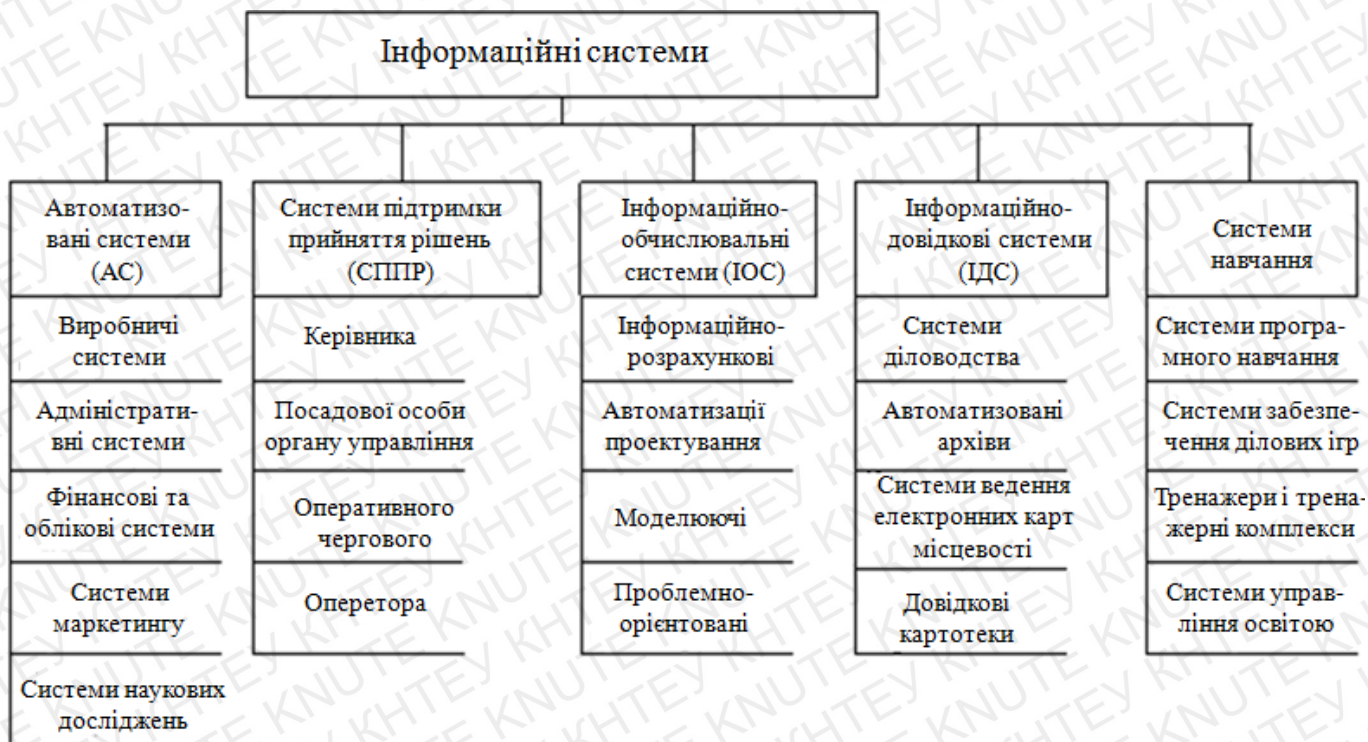 Інформаційні системи
Автоматизо-
вані системи
(АС)
Виробничі
системи
Адміністрати-
вні системи
Фінансові та
облікові системи
Системи
маркетингу
Системи наукових
досліджень
Системи підтримки
прийняття рішень
(СППР)
Керівника
Посадової особи
органу управління
Оперативного
чергового
Оперетора
Інформаційно-
обчислювальні
системи (ІОС)
Інформаційно-
розрахункові
Автоматизації
проектування
Моделюючі
Проблемно-
орієнтовані
Інформаційно-
довідкові системи
(ІДС)
Системи
діловодства
Автоматизовані
архіви
Системи ведення
електронних карт
місцевості
Довідкові
картотеки
Системи
навчання
Системи програ-
много навчання
Системи забезпе-
чення ділових ігр
Тренажери і трена-
жерні комплекси
Системи управ-
ління освітою